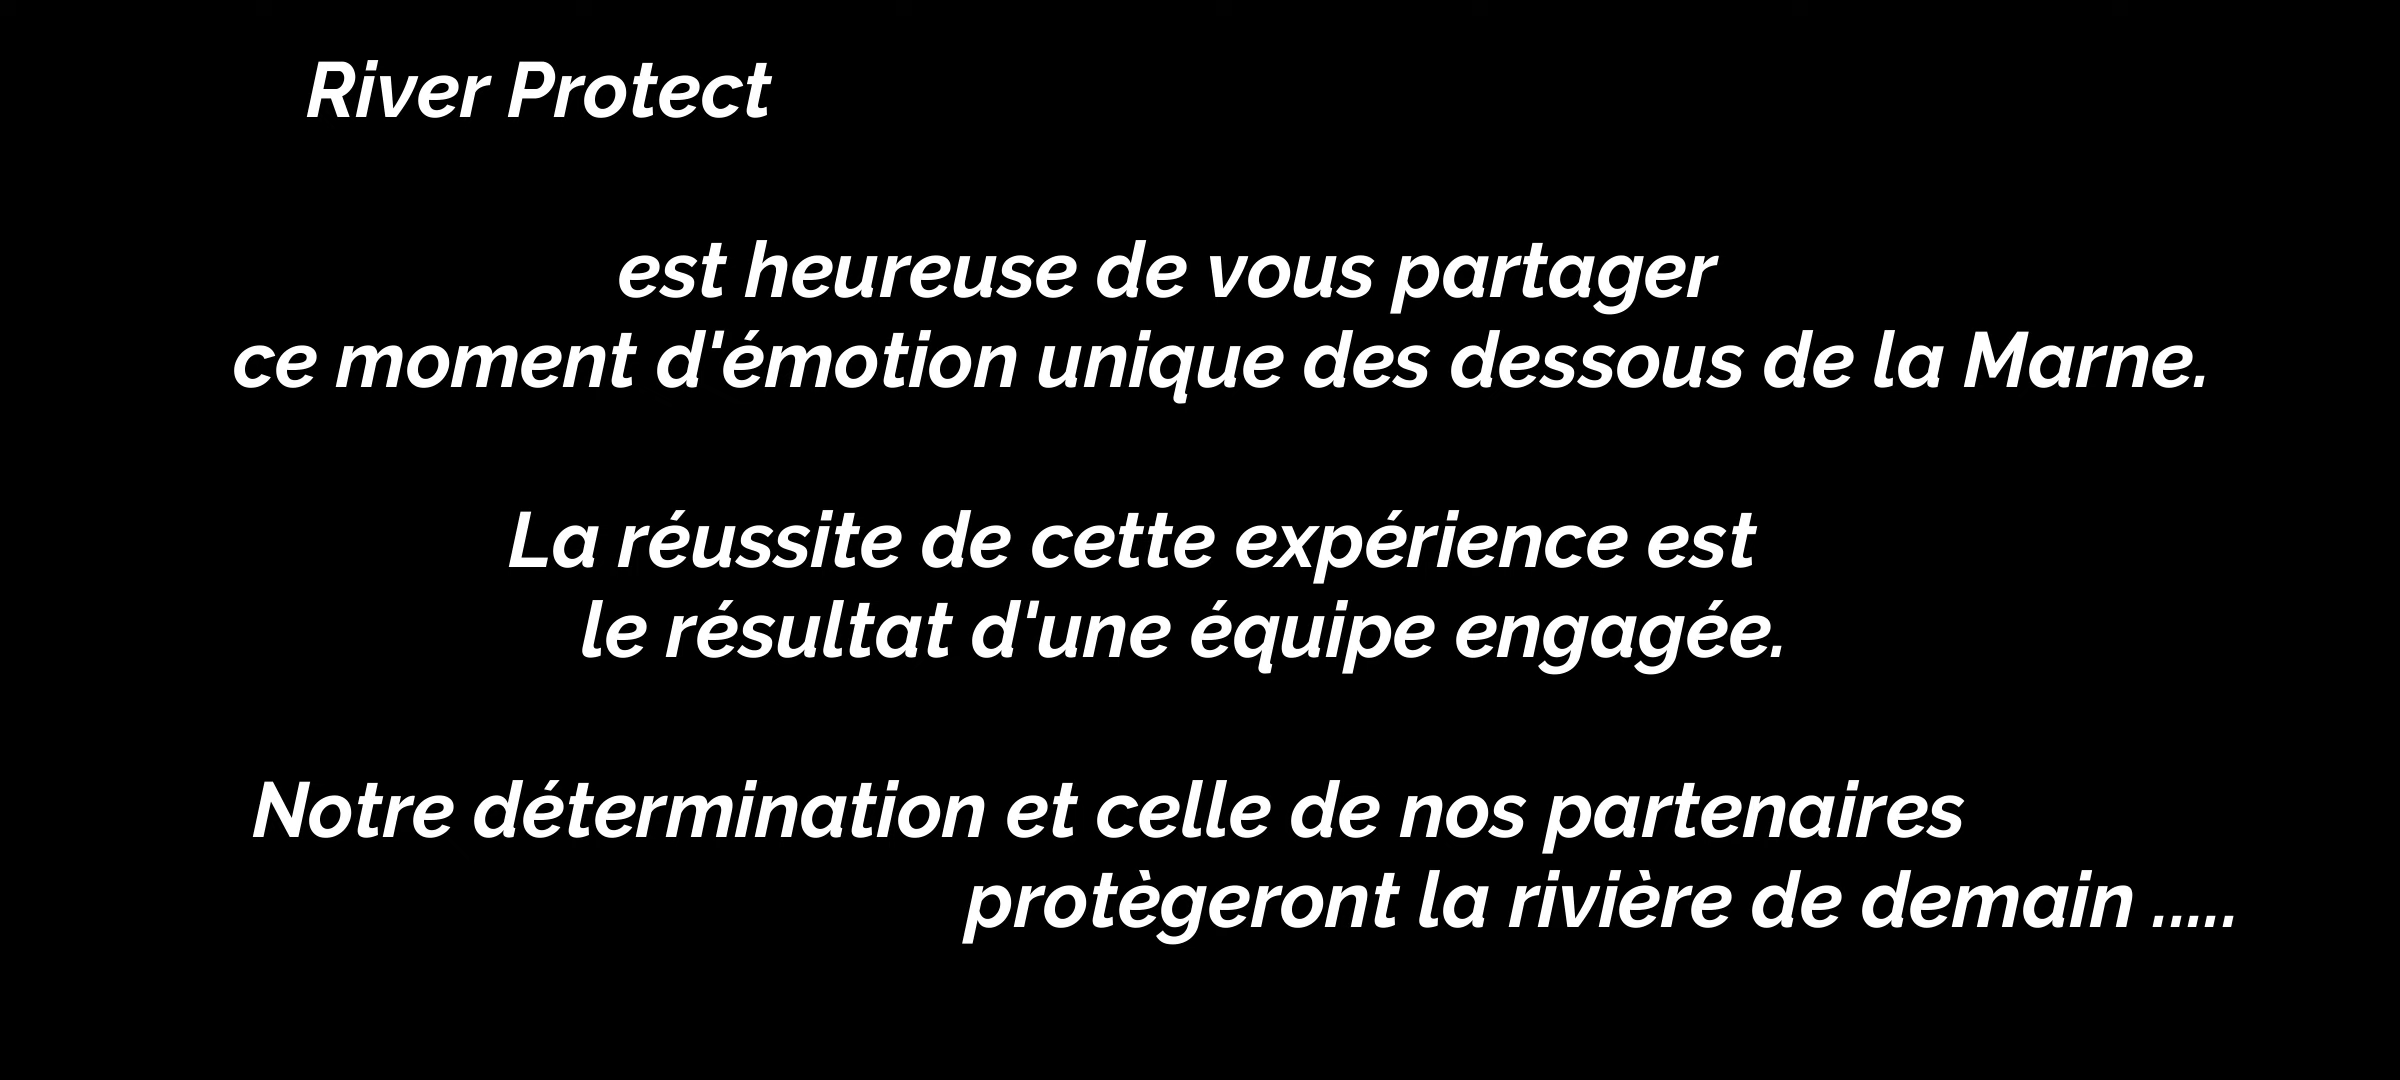 River Protect
est heureuse de vous partager
ce moment d'émotion unique des dessous de la Marne.
La réussite de cette expérience est
le résultat d'une équipe engagée.
Notre détermination et celle de nos partenaires
protègeront la rivière de demain .....